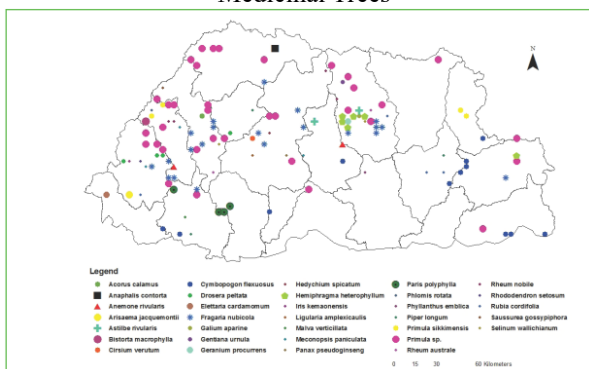 Medicinal Trees
N
Legend
Acorus calamus
Anaphalis contorta
Anemone rivularis
Arisaema jacquemontii
Astilbe rivularis
Bistorta macrophylla
Cirsium verutum
Cymbopogon flexuosus
Drosera peltata
Elettaria cardamomum
Fragaria nubicola
Galium aparine
Gentiana urnula
Geranium procurrens
Hedychium spicatum
Hemiphragma heterophyllum
Iris kemaonensis
Ligularia amplexicaulis
Malva verticillata
Meconopsis paniculata
Panax pseudoginseng
Paris polyphylla
Phlomis rotata
Phyllanthus emblica
Piper longum
Primula sikkimensis
Primula sp.
Rheum australe
Rheum nobile
Rhododendron setosum
Rubia cordifolia
Saussurea gossypiphora
Selinum wallichianum
0 15 30 60 Kilometers